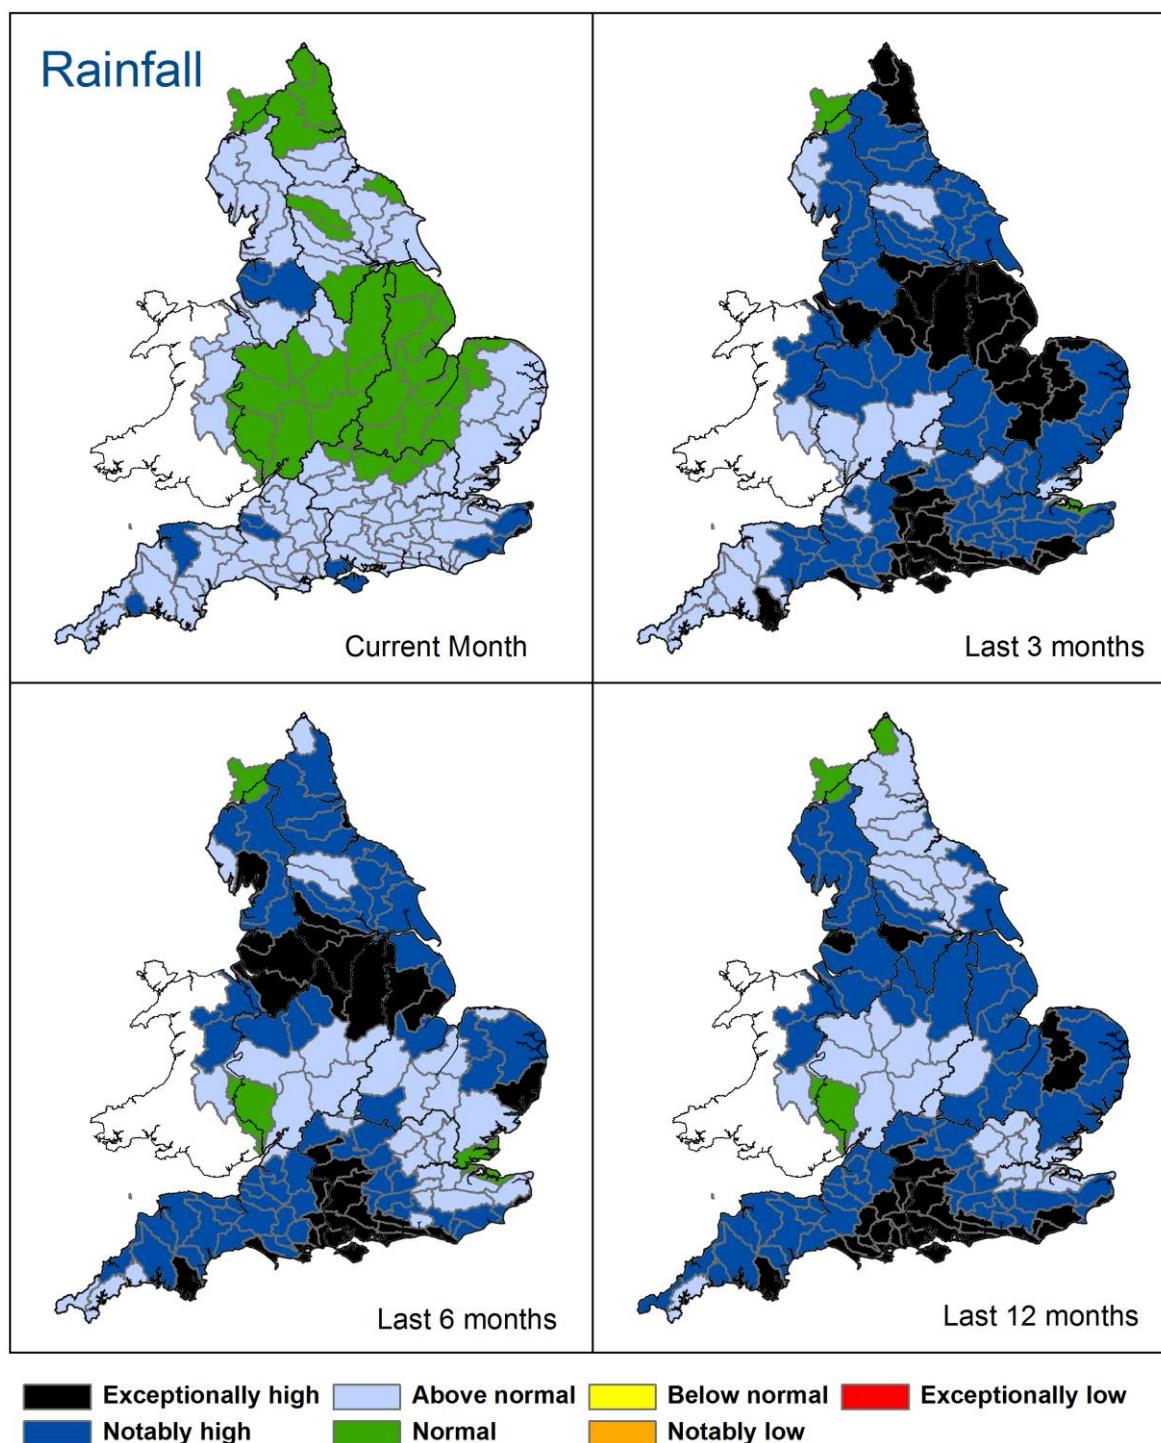 Rainfall
Current Month
Last 3 months
Last 6 months
Last 12 months
Exceptionally high Above normal Below normal Exceptionally low
Notably high Normal Notably low